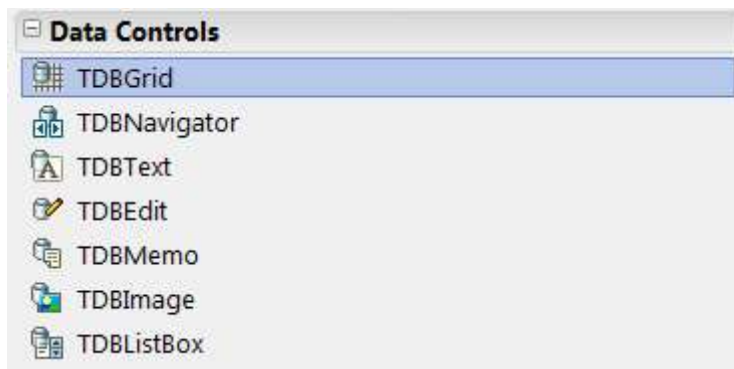 Data Controls
TDBGrid
TDBNavigator
TDBText
TDBEdit
TDBMemo
TDBImage
TDBListBox